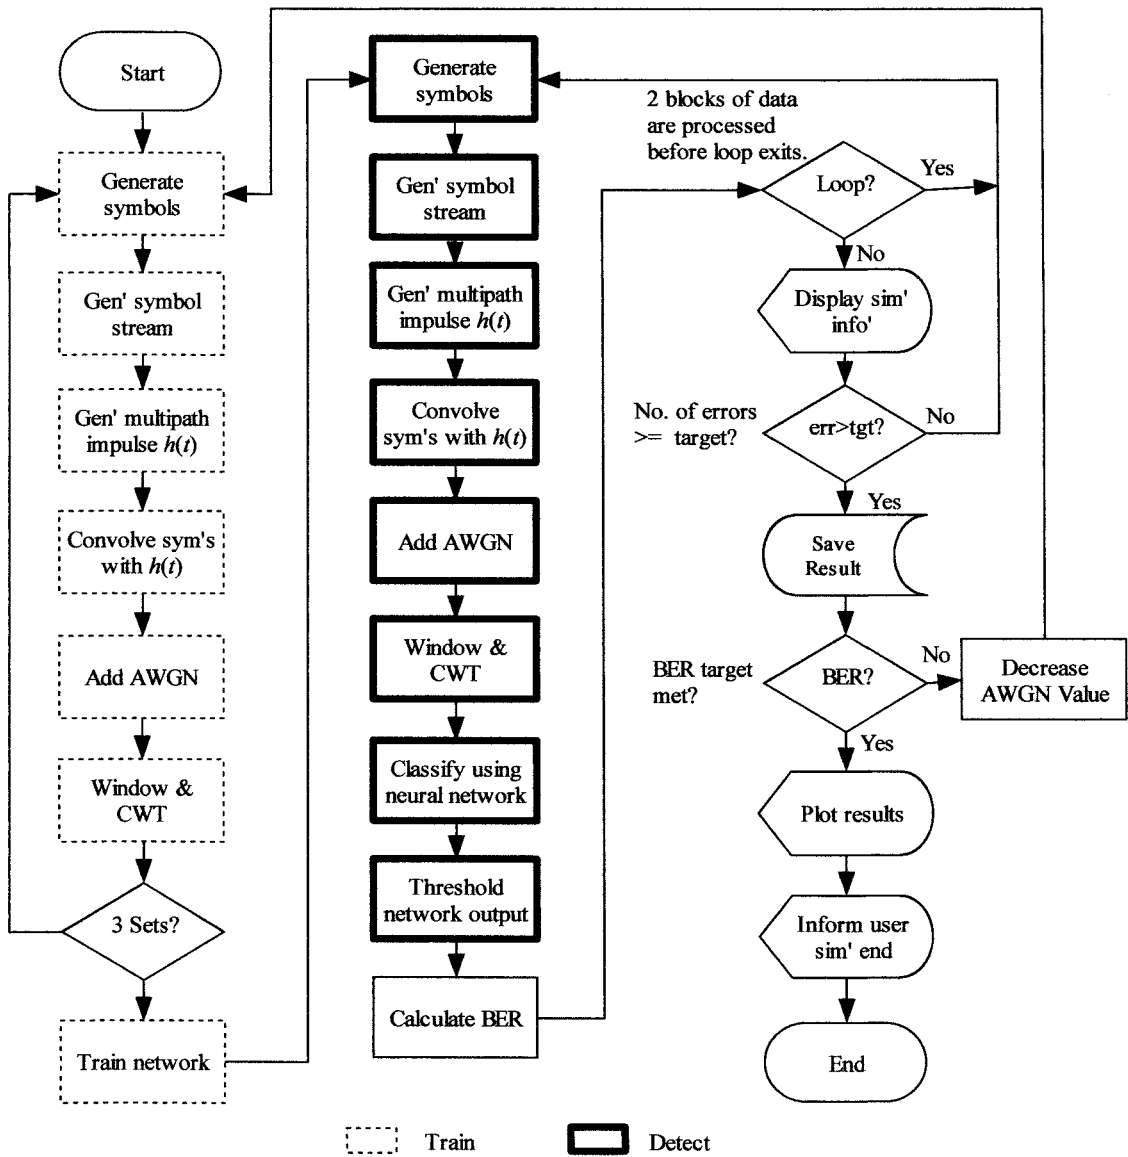 Start
Generate
symbols
Gen' symbol
stream
Gen' multipath
impulse h(t)
Convolve sym's
with h(t)
Add AWGN
Window &
CWT
3 Sets?
Train network
Generate
symbols
Gen' symbol
stream
Gen' multipath
impulse h(t)
Convolve
sym's with h(t)
Add AWGN
Window &
CWT
Classify using
neural network
Threshold
network output
Calculate BER
2 blocks of data
are processed
before loop exits.
Loop?
Yes
No
Display sim'
info'
No. of errors
>= target?
err>tgt?
No
Yes
Save
Result
BER target
met?
BER?
No
Decrease
AWGN Value
Yes
Plot results
Inform user
sim' end
End
Train
Detect